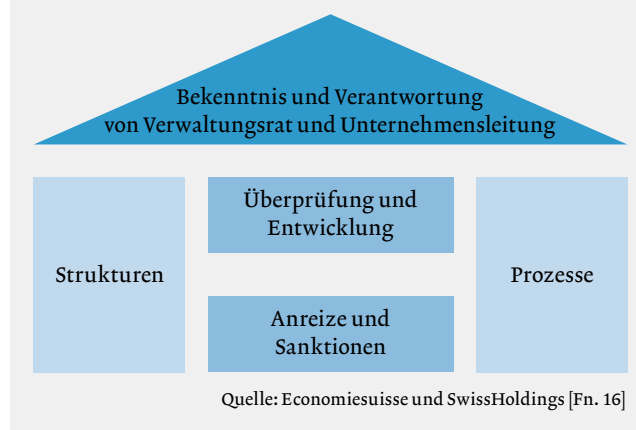 Bekenntnis und Verantwortung
von Verwaltungsrat und Unternehmensleitung
Strukturen
Überprüfung und
Entwicklung
Anreize und
Sanktionen
Prozesse
Quelle: Economiesuisse und SwissHoldings [Fn. 16]